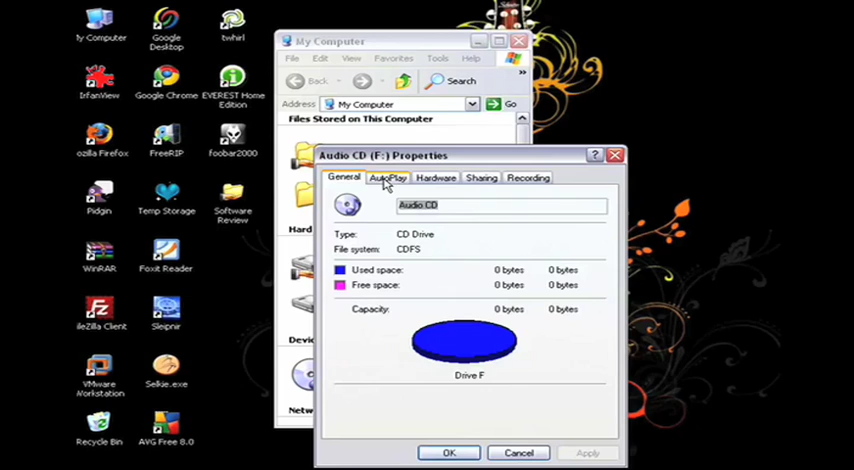 My Computer
Google Desktop
twhirl
IrfanView
Google Chrome
EVEREST Home Edition
ozilla Firefox
FreeRIP
foobar2000
Pidgin
Temp Storage
Software Review
WinRAR
Foxit Reader
ileZilla Client
Sleipnir
VMware Workstation
Selkie.exe
Recycle Bin
AVG Free 8.0
My Computer
File Edit View Favorites Tools Help
Back Search
Address My Computer Go
Files Stored on This Computer
Hard
Devic
Netw
Audio CD (F:) Properties
General AutoPlay Hardware Sharing Recording
Audio CD
Type: CD Drive
File system: CDFS
Used space: 0 bytes 0 bytes
Free space: 0 bytes 0 bytes
Capacity: 0 bytes 0 bytes
Drive F
OK Cancel Apply